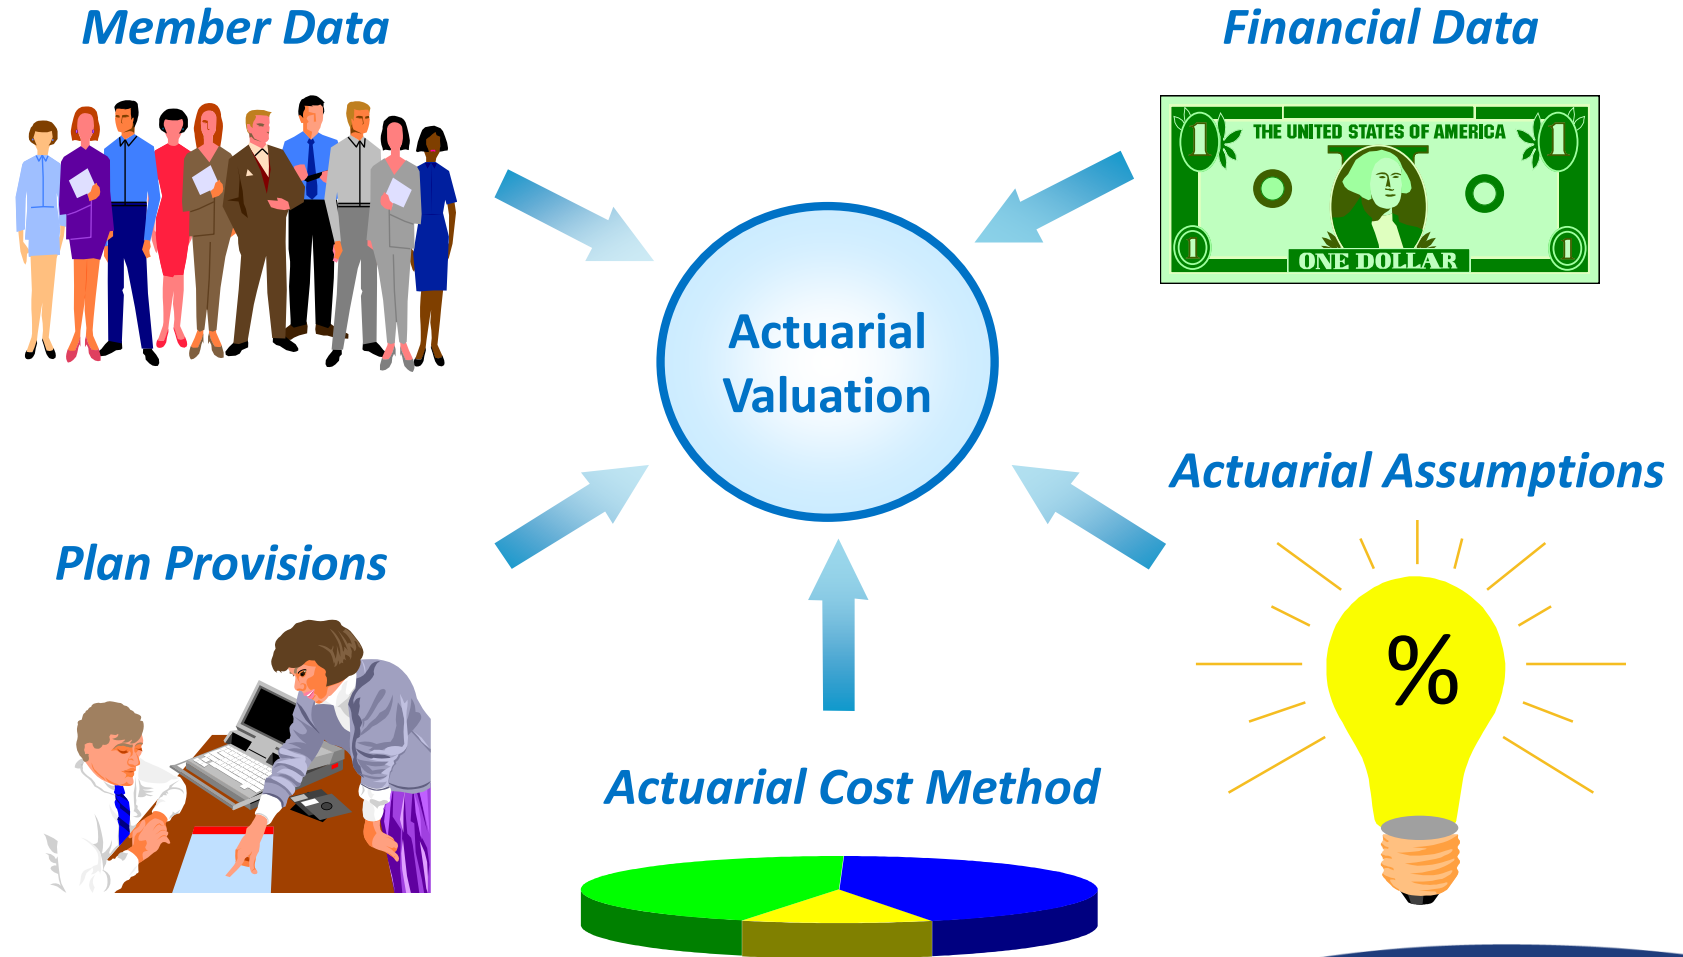 Member Data
Financial Data
1
THE UNITED STATES OF AMERICA
1
1
ONE DOLLAR
1
Actuarial
Valuation
Actuarial Assumptions
Plan Provisions
%
Actuarial Cost Method